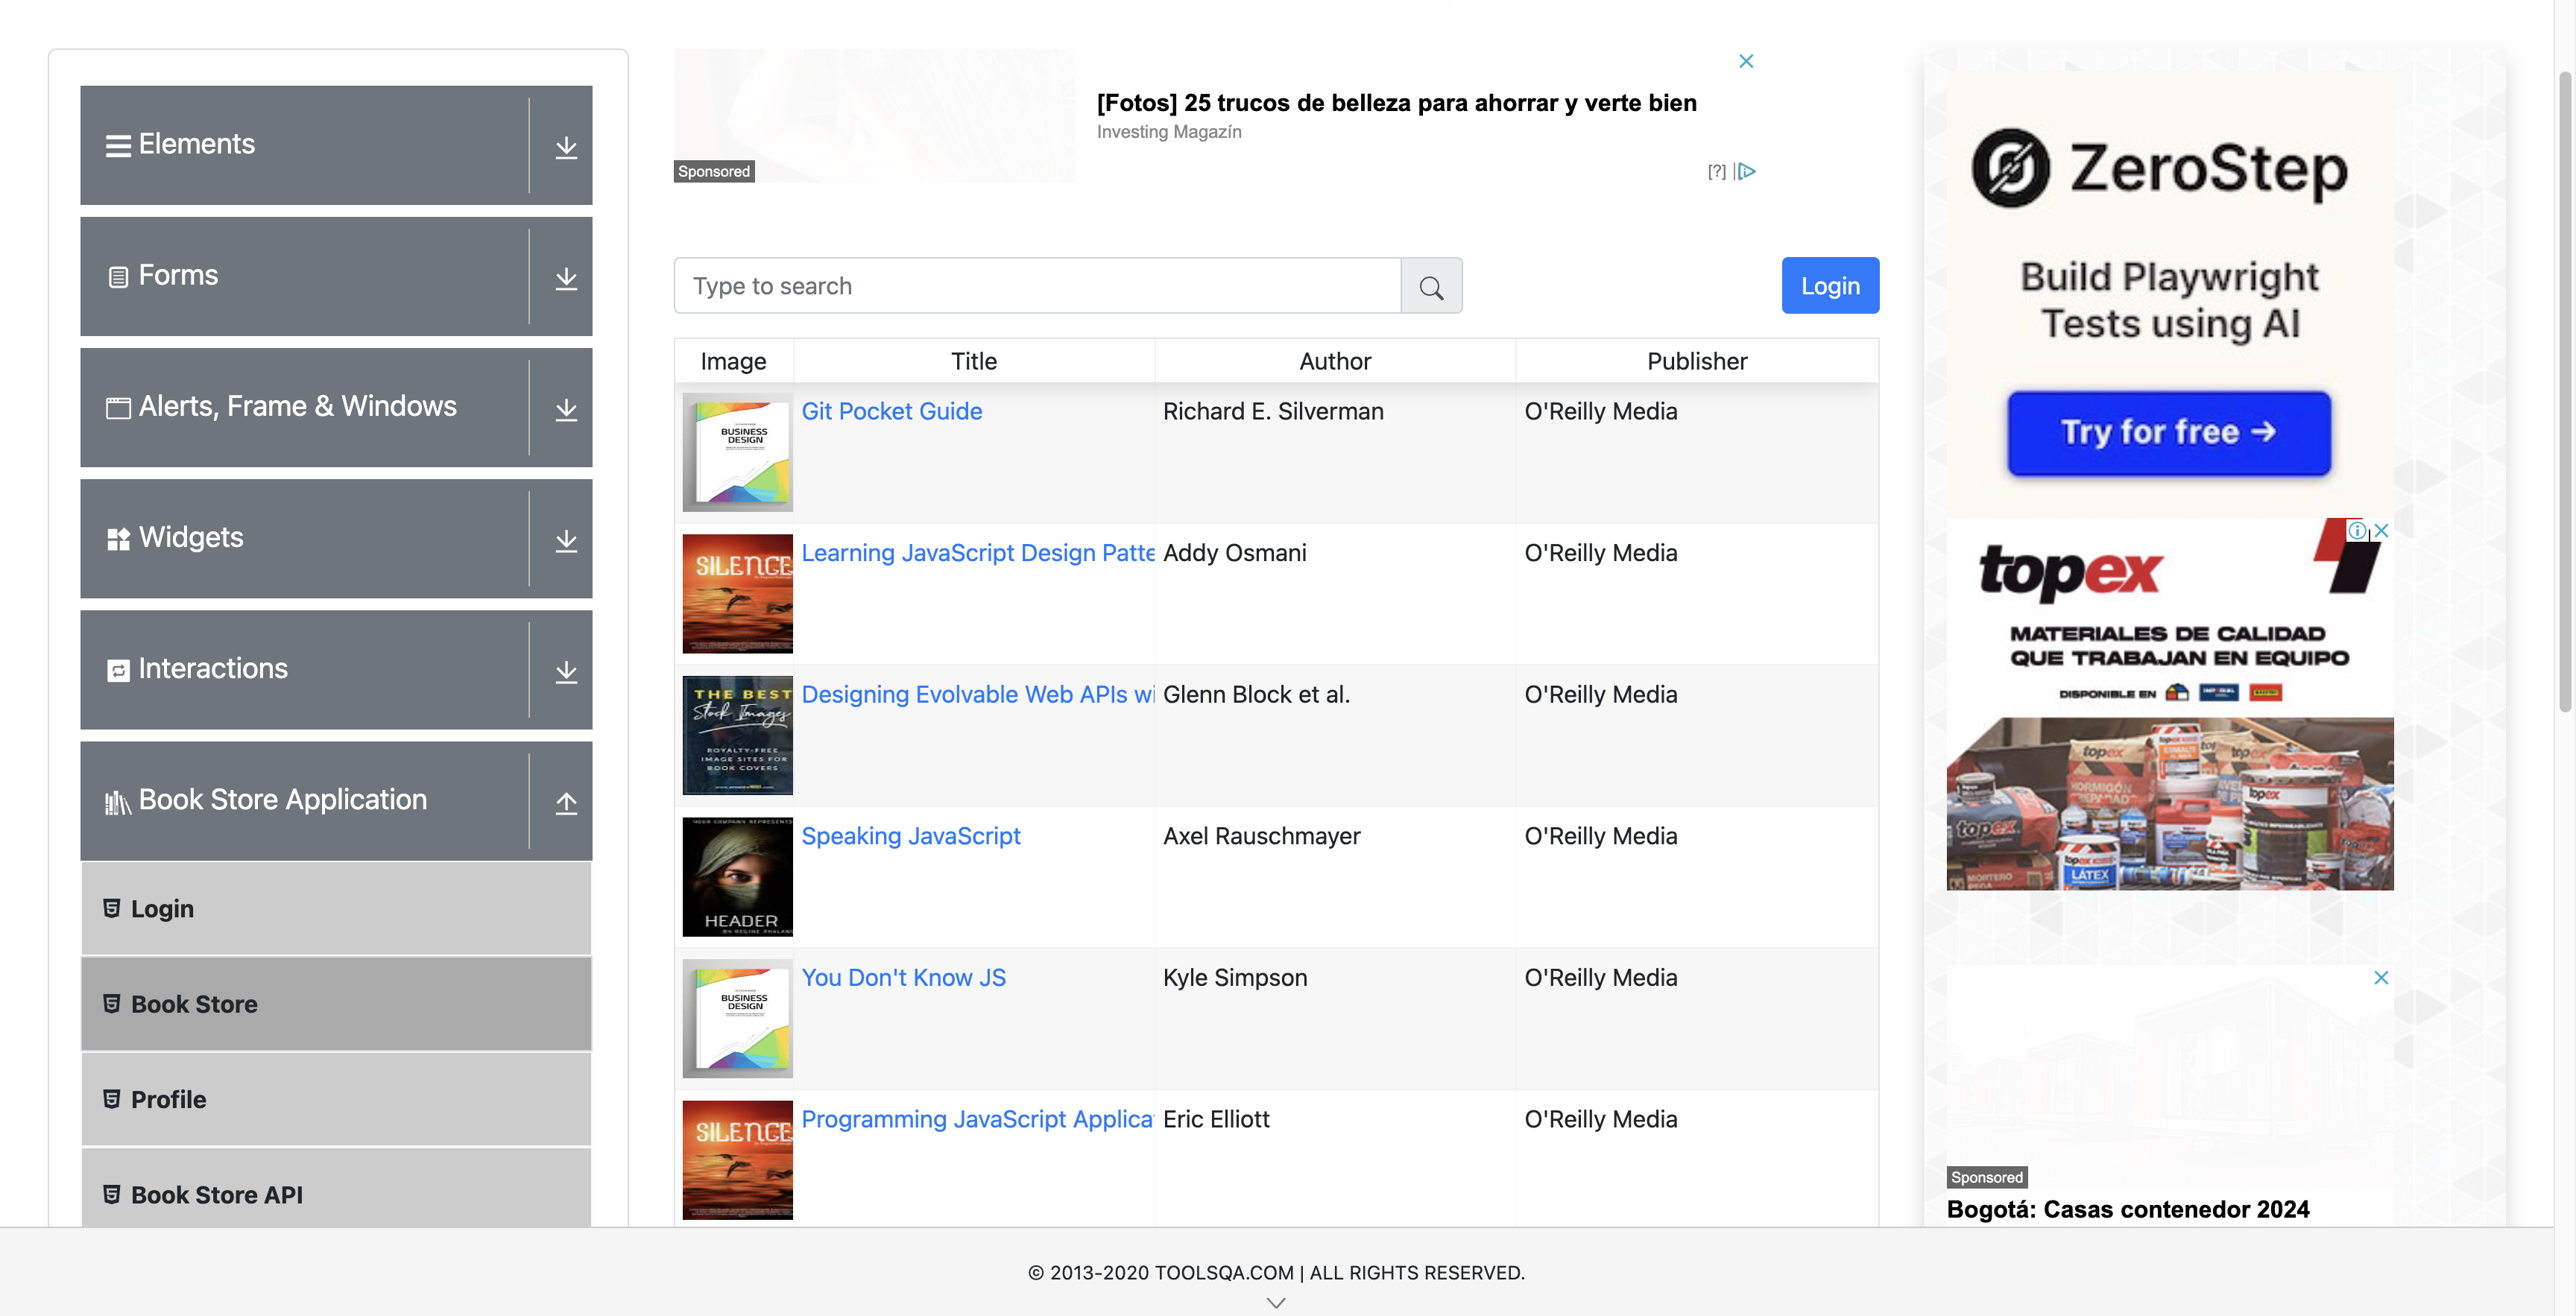 Elements
Forms
Alerts, Frame & Windows
Widgets
Interactions
Book Store Application
Login
Book Store
Profile
Book Store API
[Fotos] 25 trucos de belleza para ahorrar y verte bien
Investing Magazín
Sponsored
[?]
Type to search
Login
Image Title Author Publisher
BUSINESS
DESIGN
Git Pocket Guide Richard E. Silverman O'Reilly Media
SILENCE
Learning JavaScript Design Patte Addy Osmani O'Reilly Media
THE BEST
Stock Images
ROYALTY-FREE
IMAGE SITES FOR
BOOK COVERS
Designing Evolvable Web APIs wi Glenn Block et al. O'Reilly Media
YOUR COMPANY REPRESENTS
HEADER
Speaking JavaScript Axel Rauschmayer O'Reilly Media
BUSINESS
DESIGN
You Don't Know JS Kyle Simpson O'Reilly Media
SILENCE
Programming JavaScript Applica Eric Elliott O'Reilly Media
ZeroStep
Build Playwright
Tests using AI
Try for free →
topex
MATERIALES DE CALIDAD
QUE TRABAJAN EN EQUIPO
DISPONIBLE EN
topex
topex
topex
LÁTEX
Sponsored
Bogotá: Casas contenedor 2024
© 2013-2020 TOOLSQA.COM | ALL RIGHTS RESERVED.